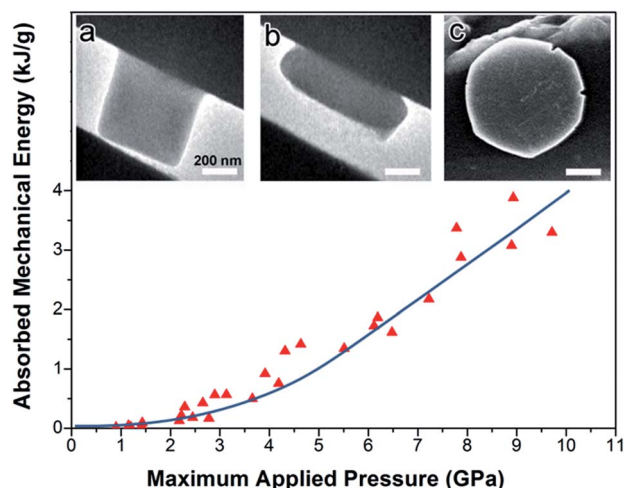 a
b
c
200 nm
Absorbed Mechanical Energy (kJ/g)
4
3
2
1
0
0 1 2 3 4 5 6 7 8 9 10 11
Maximum Applied Pressure (GPa)